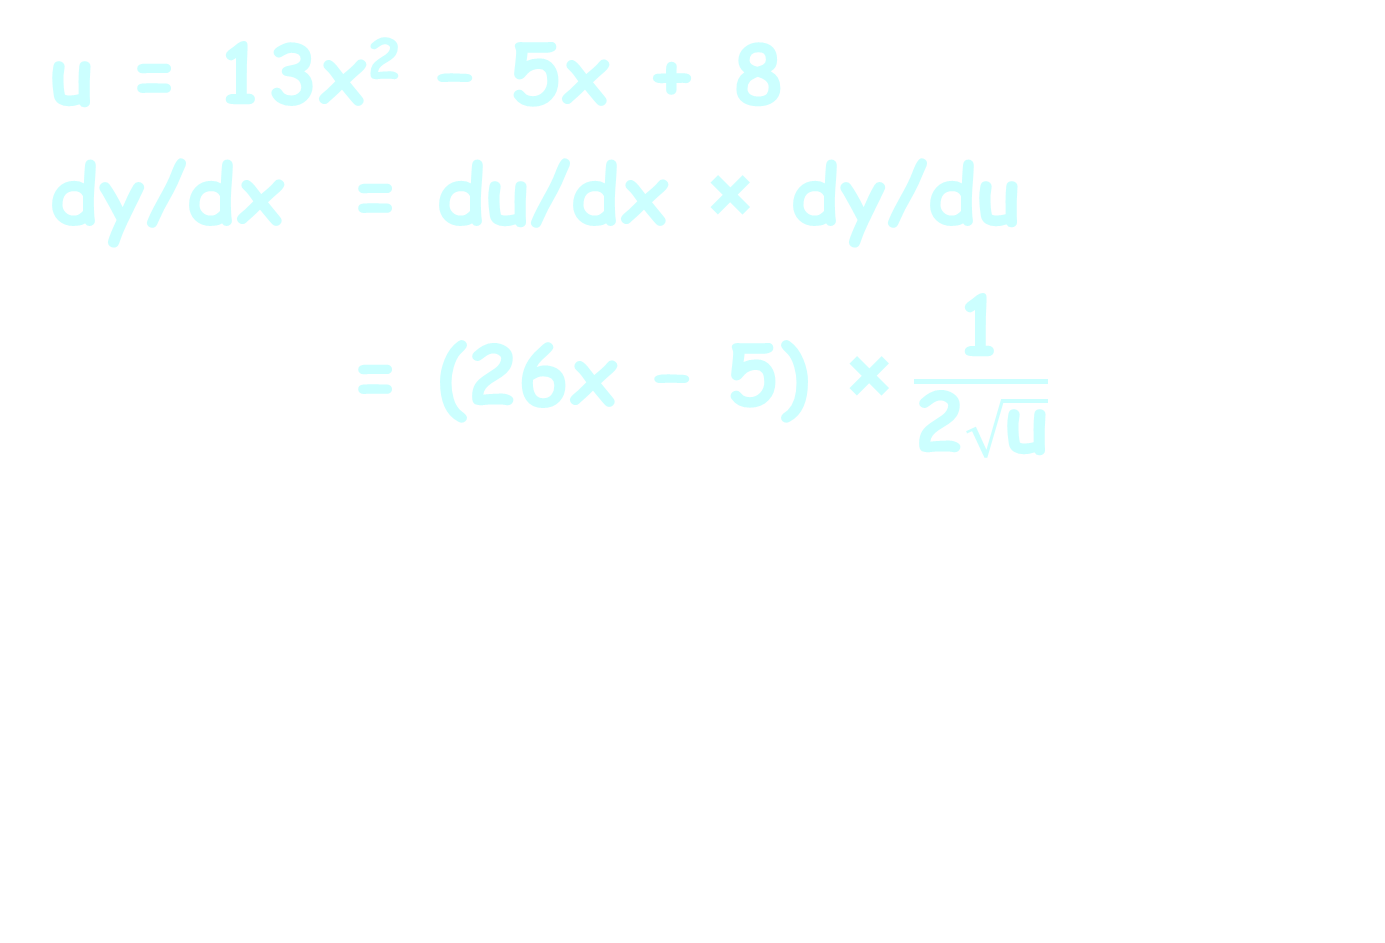 u = 13x² − 5x + 8
dy/dx = du/dx × dy/du
= (26x − 5) × 1/2√u